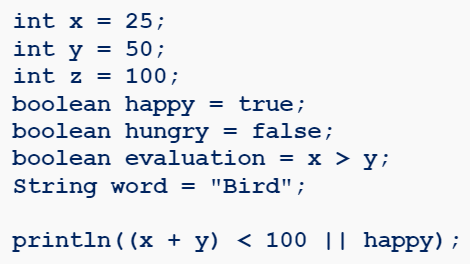 int x = 25;
int y = 50;
int z = 100;
boolean happy = true;
boolean hungry = false;
boolean evaluation = x > y;
String word = "Bird";
println((x + y) < 100 || happy);